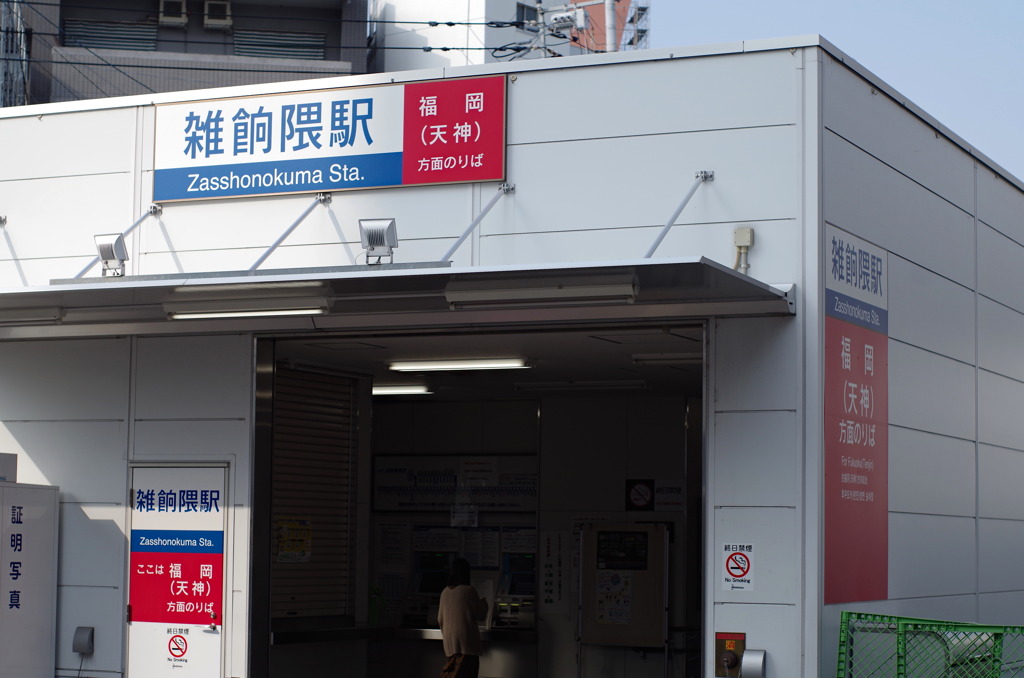 雑餉隈駅
Zasshonokuma Sta.
福岡
(天神)
方面のりば
雑餉隈駅
Zasshonokuma Sta.
福岡
(天神)
方面のりば
For Fukuoka(Tenjin)
雑餉隈駅
Zasshonokuma Sta.
ここは 福岡
(天神)
方面のりば
終日禁煙
No Smoking
終日禁煙
No Smoking
証明写真